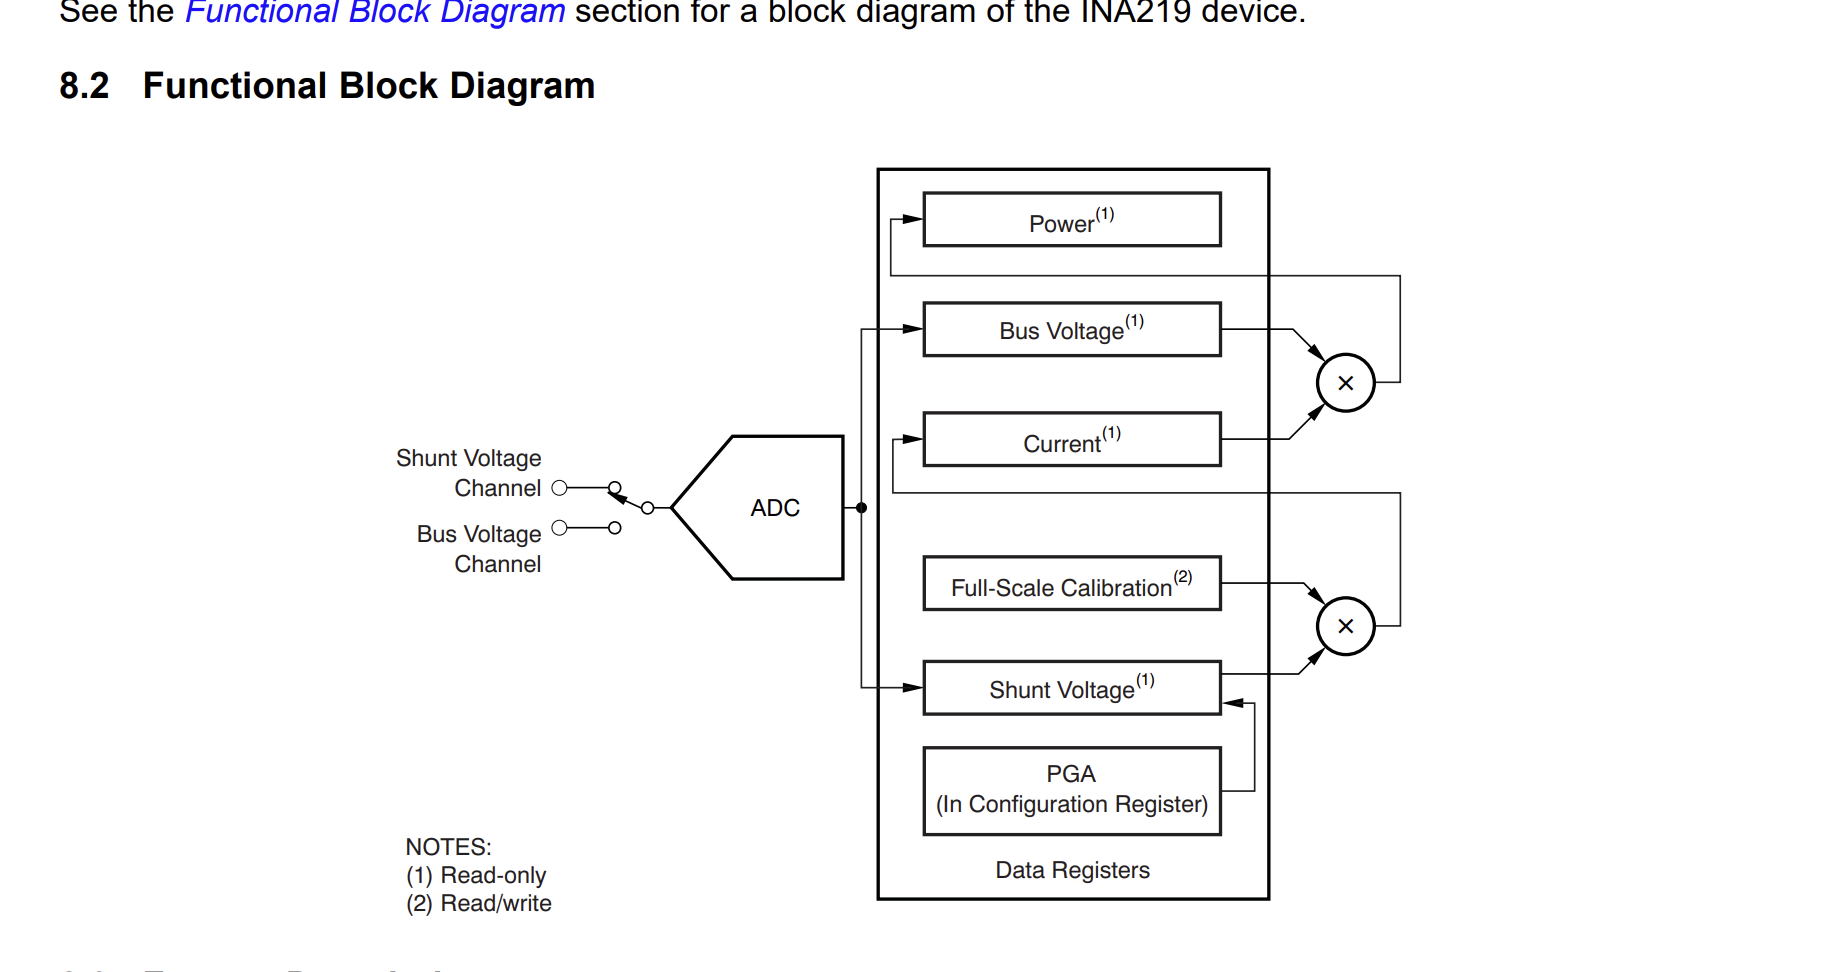 See the Functional Block Diagram section for a block diagram of the INA219 device.
8.2 Functional Block Diagram
Power(1)
Bus Voltage(1)
Current(1)
Shunt Voltage
Channel
Bus Voltage
Channel
ADC
×
Full-Scale Calibration(2)
×
Shunt Voltage(1)
PGA
(In Configuration Register)
Data Registers
NOTES:
(1) Read-only
(2) Read/write